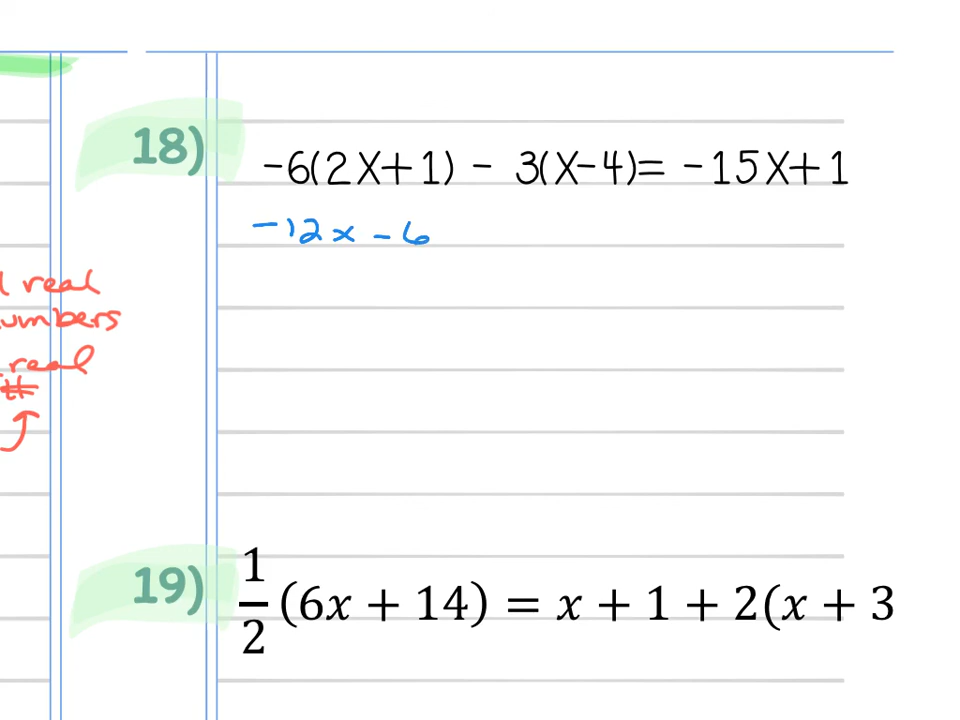 18) -6(2X+1) - 3(X-4)= -15X+1
-12x - 6
real
umbers
real
19) 1/2 (6x + 14) = x + 1 + 2(x + 3